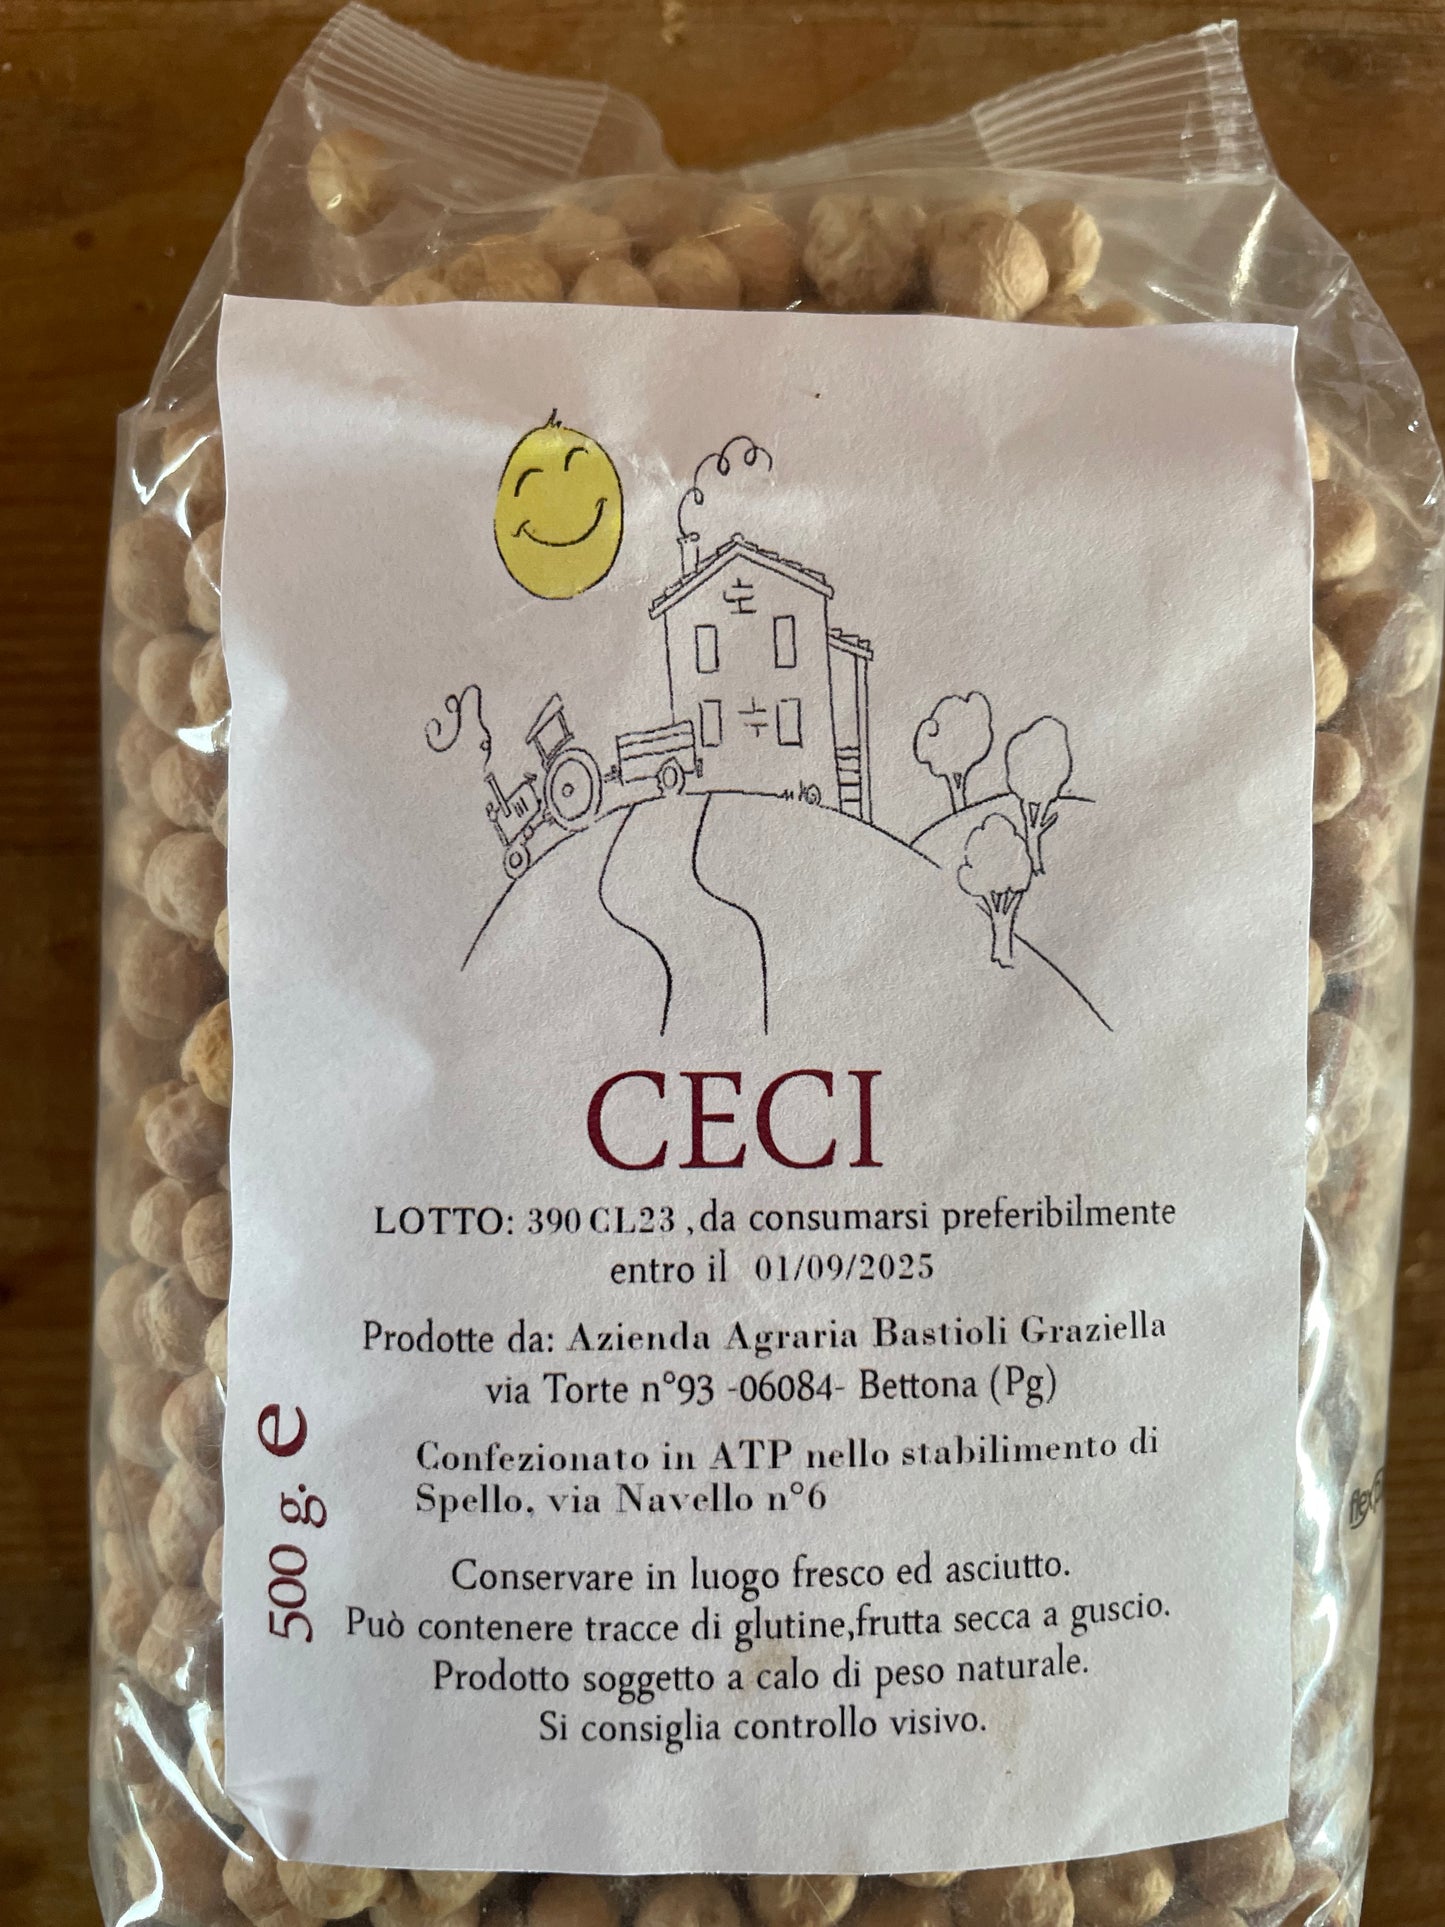 CECI
LOTTO: 390 CL23 ,da consumarsi preferibilmente
entro il 01/09/2025
Prodotte da: Azienda Agraria Bastioli Graziella
via Torte n°93 -06084- Bettona (Pg)
Confezionato in ATP nello stabilimento di
Spello, via Navello n°6
500 g. e
Conservare in luogo fresco ed asciutto.
Può contenere tracce di glutine,frutta secca a guscio.
Prodotto soggetto a calo di peso naturale.
Si consiglia controllo visivo.